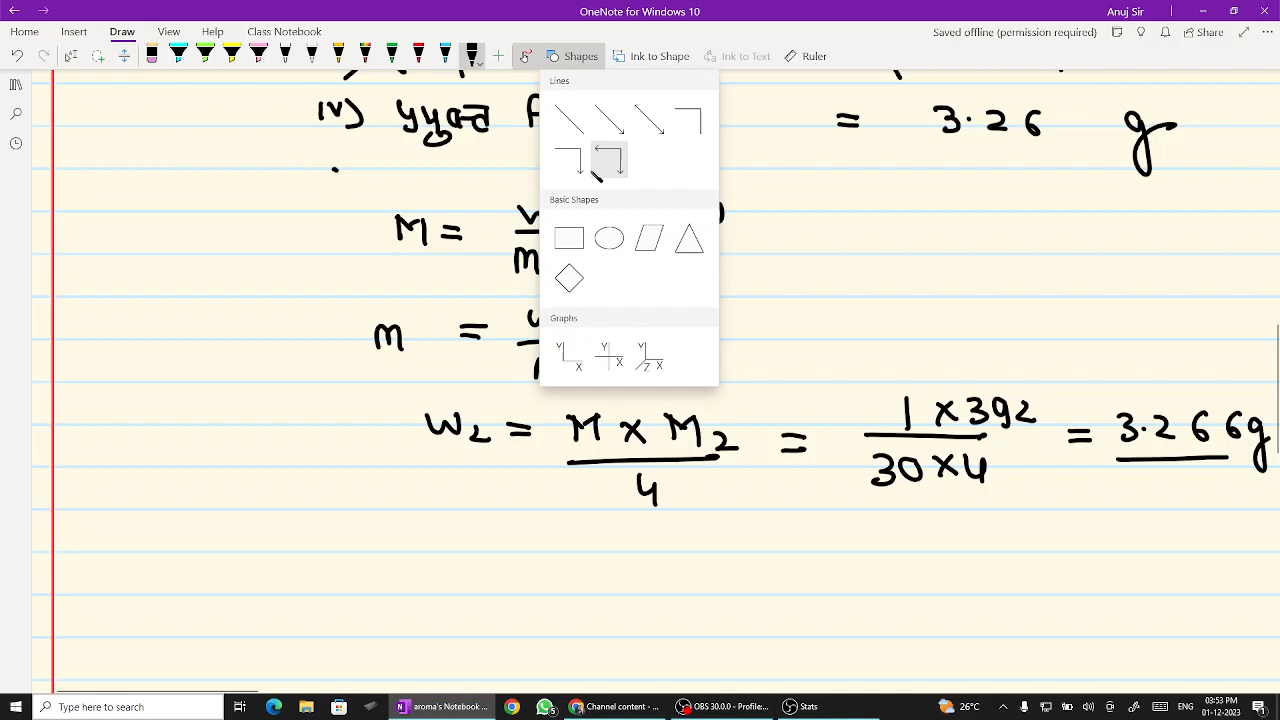 OneNote for Windows 10
Anuj Sir
Home Insert Draw View Help Class Notebook
Saved offline (permission required)
Share
Shapes Ink to Shape Ink to Text Ruler
Lines
iv) = 3.26 g
Basic Shapes
M =
m =
Graphs
Y X Y X Y Z X
W2 = M × M2 / 4 = 1 × 392 / 30 × 4 = 3.266g
Type here to search
aroma's Notebook ...
Channel content - ...
OBS 30.0.0 - Profile...
Stats
26°C
ENG
03:53 PM
01-12-2023